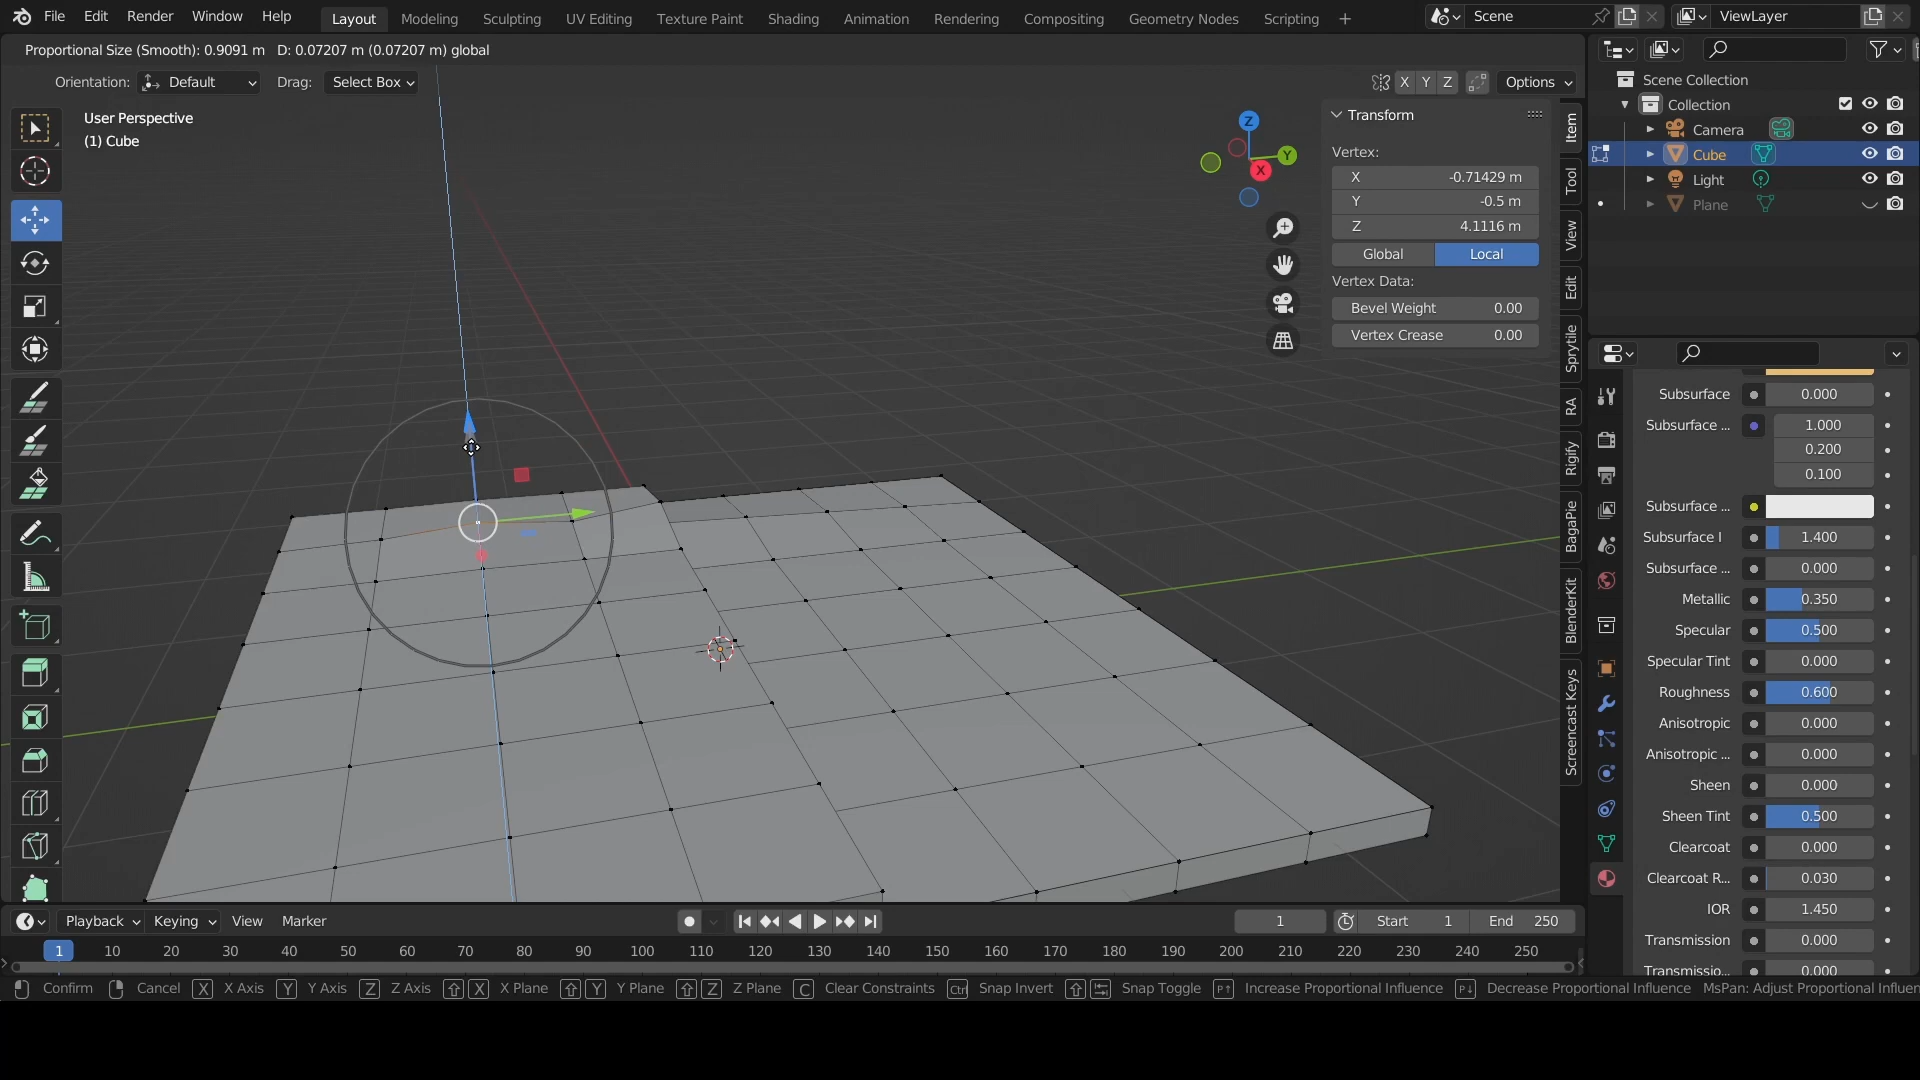 File Edit Render Window Help Layout Modeling Sculpting UV Editing Texture Paint Shading Animation Rendering Compositing Geometry Nodes Scripting + Scene ViewLayer
Proportional Size (Smooth): 0.9091 m D: 0.07207 m (0.07207 m) global
Orientation: Default Drag: Select Box X Y Z Options
User Perspective
(1) Cube
Z
Y
X
Transform
Vertex:
X -0.71429 m
Y -0.5 m
Z 4.1116 m
Global Local
Vertex Data:
Bevel Weight 0.00
Vertex Crease 0.00
Item
Tool
View
Edit
Sprytile
RA
Rigify
BagaPie
BlenderKit
Screencast Keys
Scene Collection
Collection
Camera
Cube
Light
Plane
Subsurface 0.000
Subsurface ... 1.000
0.200
0.100
Subsurface ...
Subsurface I 1.400
Subsurface ... 0.000
Metallic 0.350
Specular 0.500
Specular Tint 0.000
Roughness 0.600
Anisotropic 0.000
Anisotropic ... 0.000
Sheen 0.000
Sheen Tint 0.500
Clearcoat 0.000
Clearcoat R... 0.030
IOR 1.450
Transmission 0.000
Transmissio... 0.000
Playback Keying View Marker 1 Start 1 End 250
1 10 20 30 40 50 60 70 80 90 100 110 120 130 140 150 160 170 180 190 200 210 220 230 240 250
Confirm Cancel X X Axis Y Y Axis Z Z Axis X X Plane Y Y Plane Z Z Plane C Clear Constraints Ctrl Snap Invert Snap Toggle P↑ Increase Proportional Influence P↓ Decrease Proportional Influence MsPan: Adjust Proportional Influen